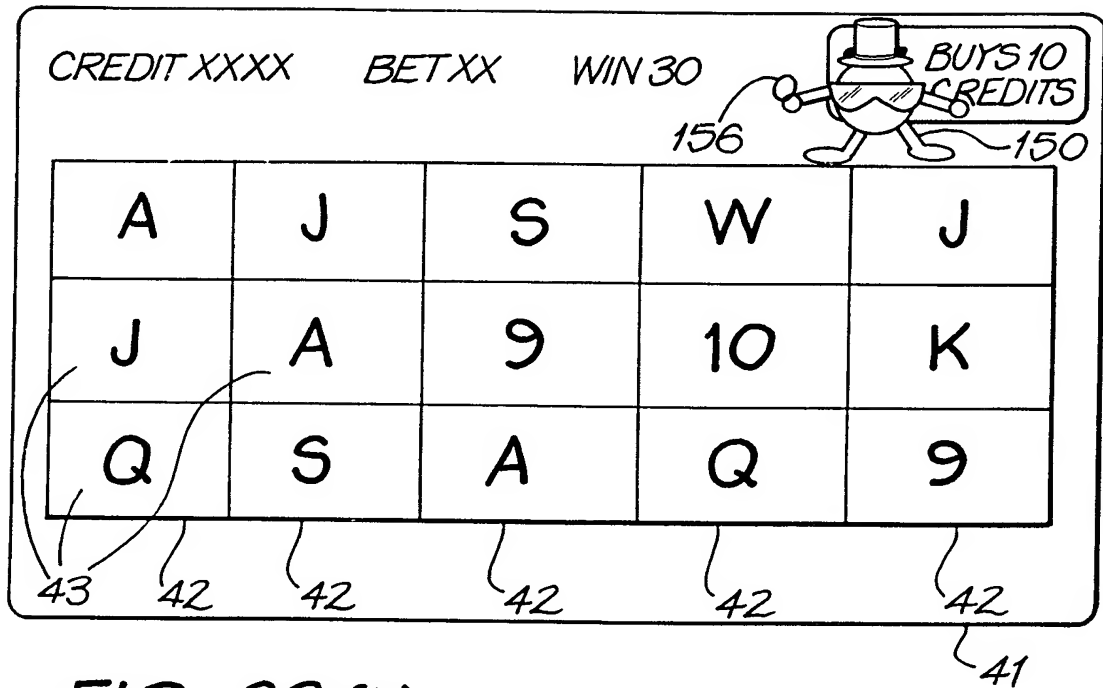 CREDIT XXXX BET XX WIN 30 BUYS 10
CREDITS
156 150
A J S W J
J A 9 10 K
Q S A Q 9
43 42 42 42 42 42
41